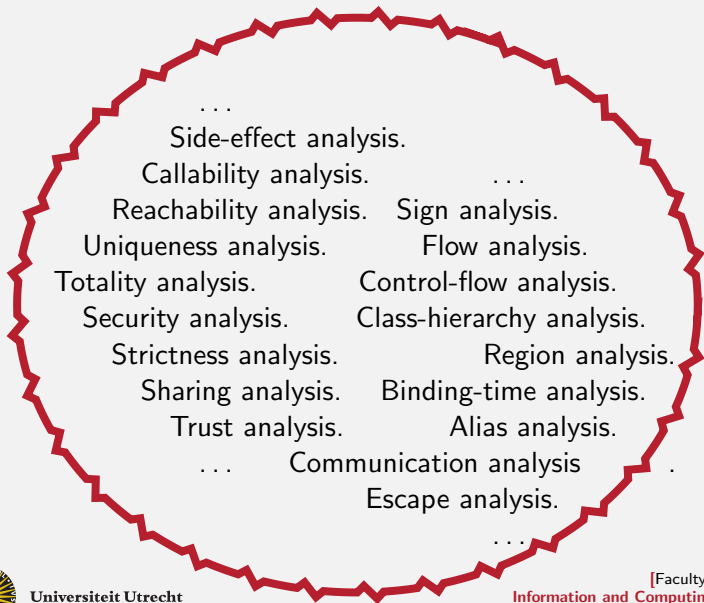 . . .
Side-effect analysis.
Callability analysis. . . .
Reachability analysis. Sign analysis.
Uniqueness analysis. Flow analysis.
Totality analysis. Control-flow analysis.
Security analysis. Class-hierarchy analysis.
Strictness analysis. Region analysis.
Sharing analysis. Binding-time analysis.
Trust analysis. Alias analysis.
. . . Communication analysis .
Escape analysis.
. . .
[Faculty
Universiteit Utrecht Information and Computin